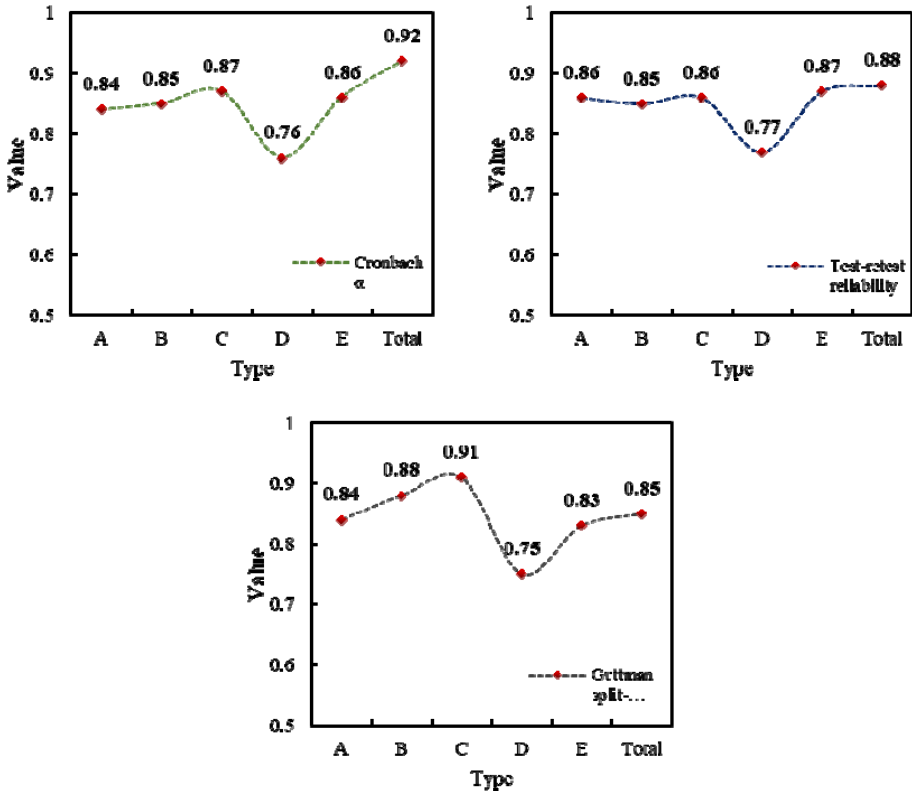 1
0.9
0.8
0.7
0.6
0.5
Value
0.84
0.85
0.87
0.76
0.86
0.92
Cronbach
α
A B C D E Total
Type
1
0.9
0.8
0.7
0.6
0.5
Value
0.86
0.85
0.86
0.77
0.87
0.88
Test-retest
reliability
A B C D E Total
Type
1
0.9
0.8
0.7
0.6
0.5
Value
0.84
0.88
0.91
0.75
0.83
0.85
Guttman
split-...
A B C D E Total
Type